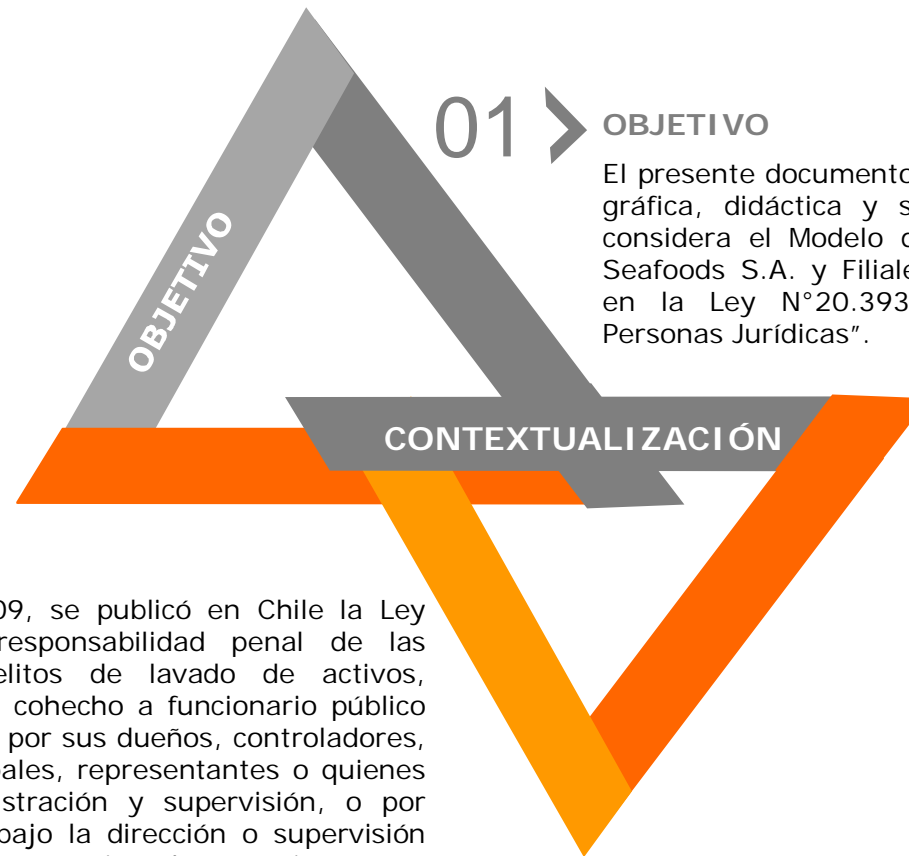 01
OBJETIVO
El presente documento
gráfica, didáctica y s
considera el Modelo
Seafoods S.A. y Filiale
en la Ley N°20.393
Personas Jurídicas”.
OBJETIVO
CONTEXTUALIZACIÓN
09, se publicó en Chile la Ley
responsabilidad penal de las
elitos de lavado de activos,
cohecho a funcionario público
por sus dueños, controladores,
pales, representantes o quienes
stración y supervisión, o por
bajo la dirección o supervisión